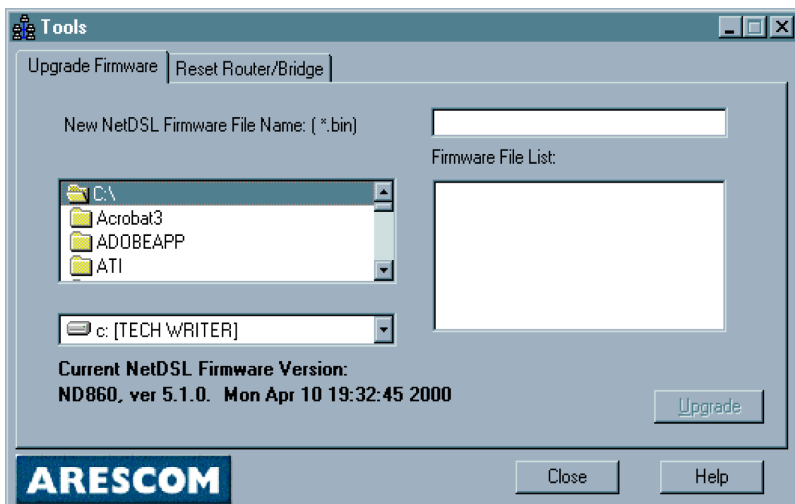 Tools
Upgrade Firmware
Reset Router/Bridge
New NetDSL Firmware File Name: ( *.bin)
Firmware File List:
C:\
Acrobat3
ADOBEAPP
ATI
c: [TECH WRITER]
Current NetDSL Firmware Version:
ND860, ver 5.1.0. Mon Apr 10 19:32:45 2000
Upgrade
ARESCOM
Close
Help